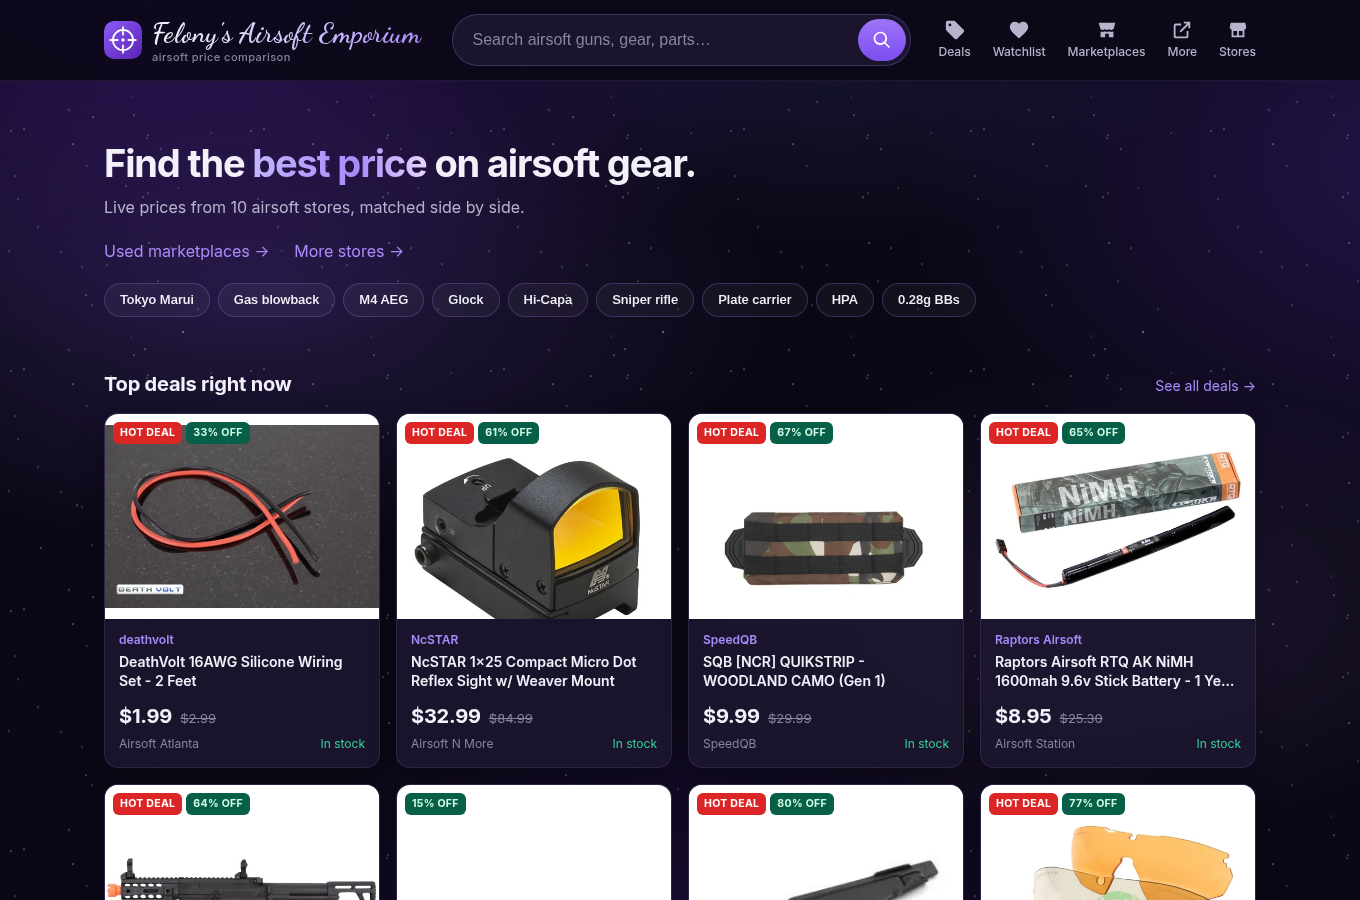 Felony's Airsoft Emporium
airsoft price comparison
Search airsoft guns, gear, parts…
Deals
Watchlist
Marketplaces
More
Stores
Find the best price on airsoft gear.
Live prices from 10 airsoft stores, matched side by side.
Used marketplaces →
More stores →
Tokyo Marui
Gas blowback
M4 AEG
Glock
Hi-Capa
Sniper rifle
Plate carrier
HPA
0.28g BBs
Top deals right now
See all deals →
HOT DEAL
33% OFF
DEATH VOLT
deathvolt
DeathVolt 16AWG Silicone Wiring
Set - 2 Feet
$1.99 $2.99
Airsoft Atlanta
In stock
HOT DEAL
61% OFF
UP
NcSTAR
NcSTAR
NcSTAR 1x25 Compact Micro Dot
Reflex Sight w/ Weaver Mount
$32.99 $84.99
Airsoft N More
In stock
HOT DEAL
67% OFF
SpeedQB
SQB [NCR] QUIKSTRIP -
WOODLAND CAMO (Gen 1)
$9.99 $29.99
SpeedQB
In stock
HOT DEAL
65% OFF
NiMH
NiMH
RTQ
Raptors Airsoft
Raptors Airsoft RTQ AK NiMH
1600mah 9.6v Stick Battery - 1 Ye…
$8.95 $25.30
Airsoft Station
In stock
HOT DEAL
64% OFF
15% OFF
HOT DEAL
80% OFF
HOT DEAL
77% OFF